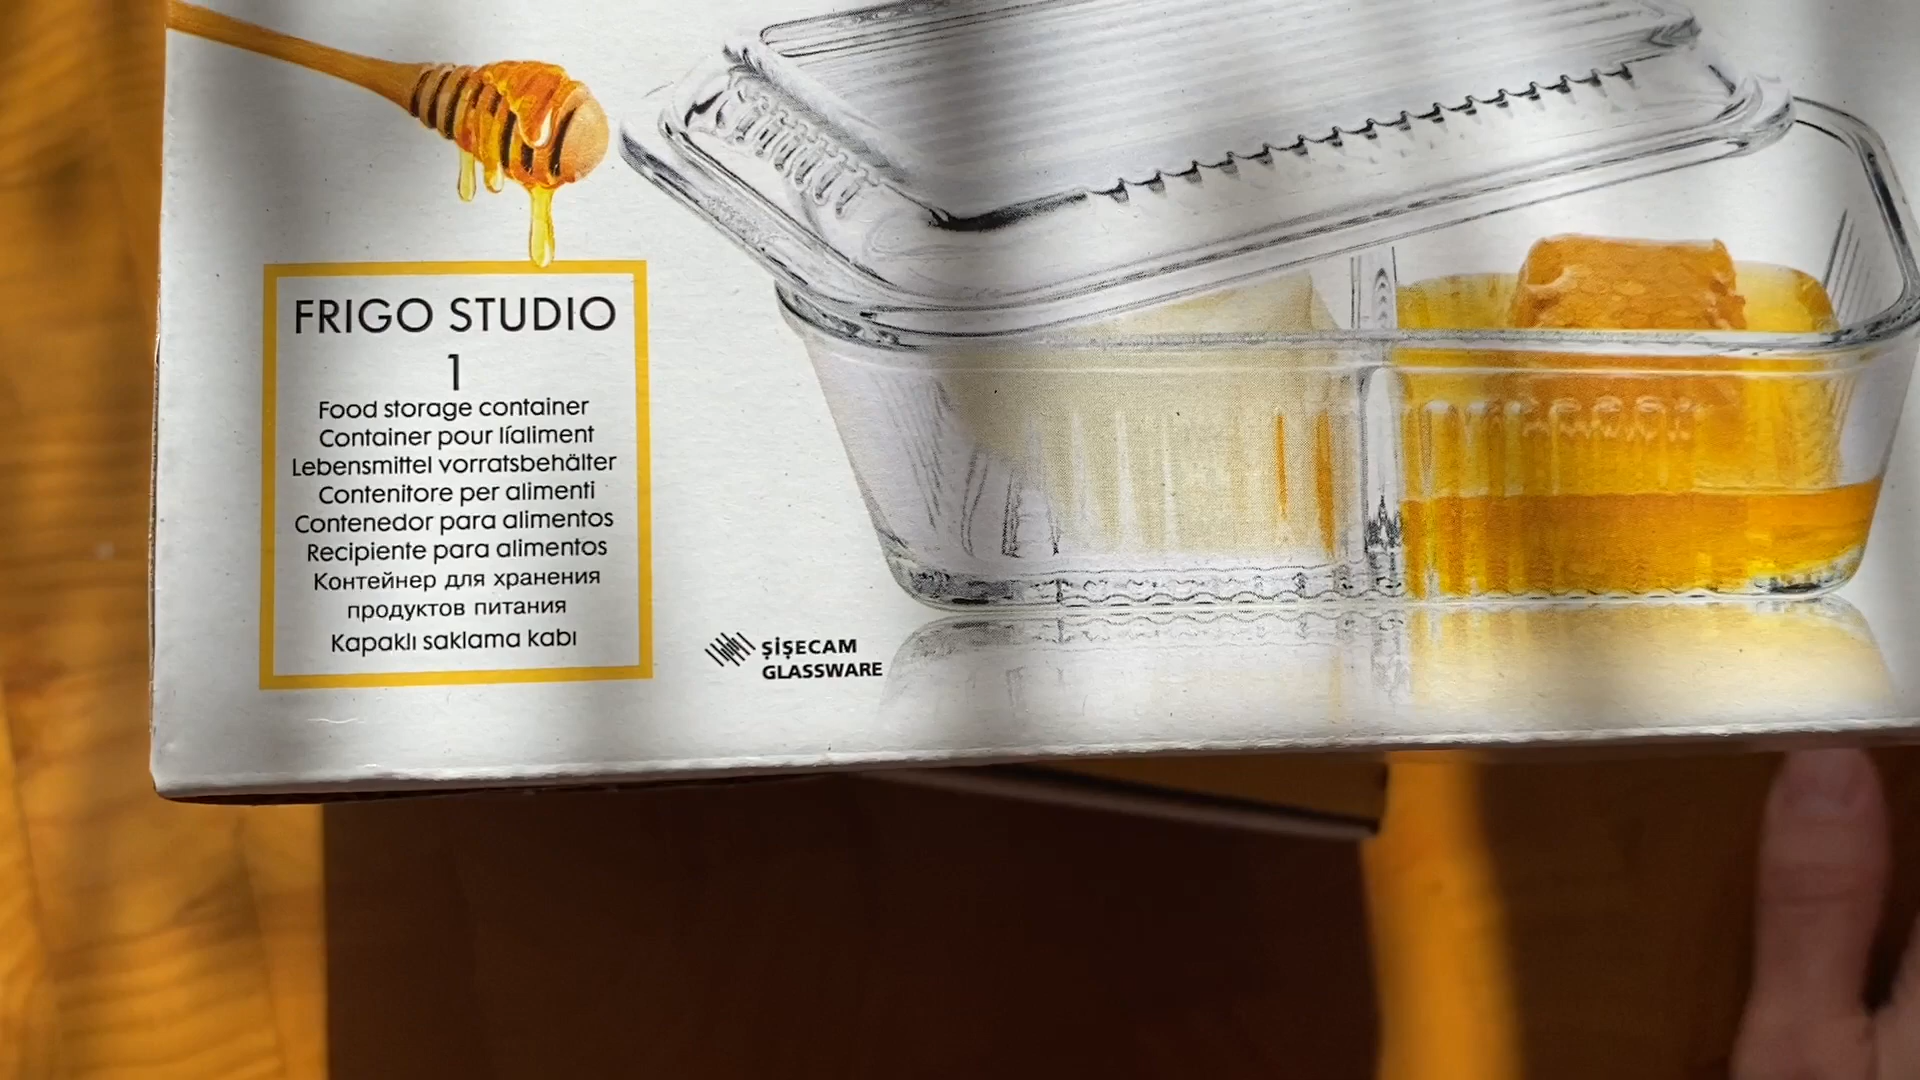 FRIGO STUDIO
1
Food storage container
Container pour líaliment
Lebensmittel vorratsbehälter
Contenitore per alimenti
Contenedor para alimentos
Recipiente para alimentos
Контейнер для хранения
продуктов питания
Kapaklı saklama kabı
ŞİŞECAM
GLASSWARE